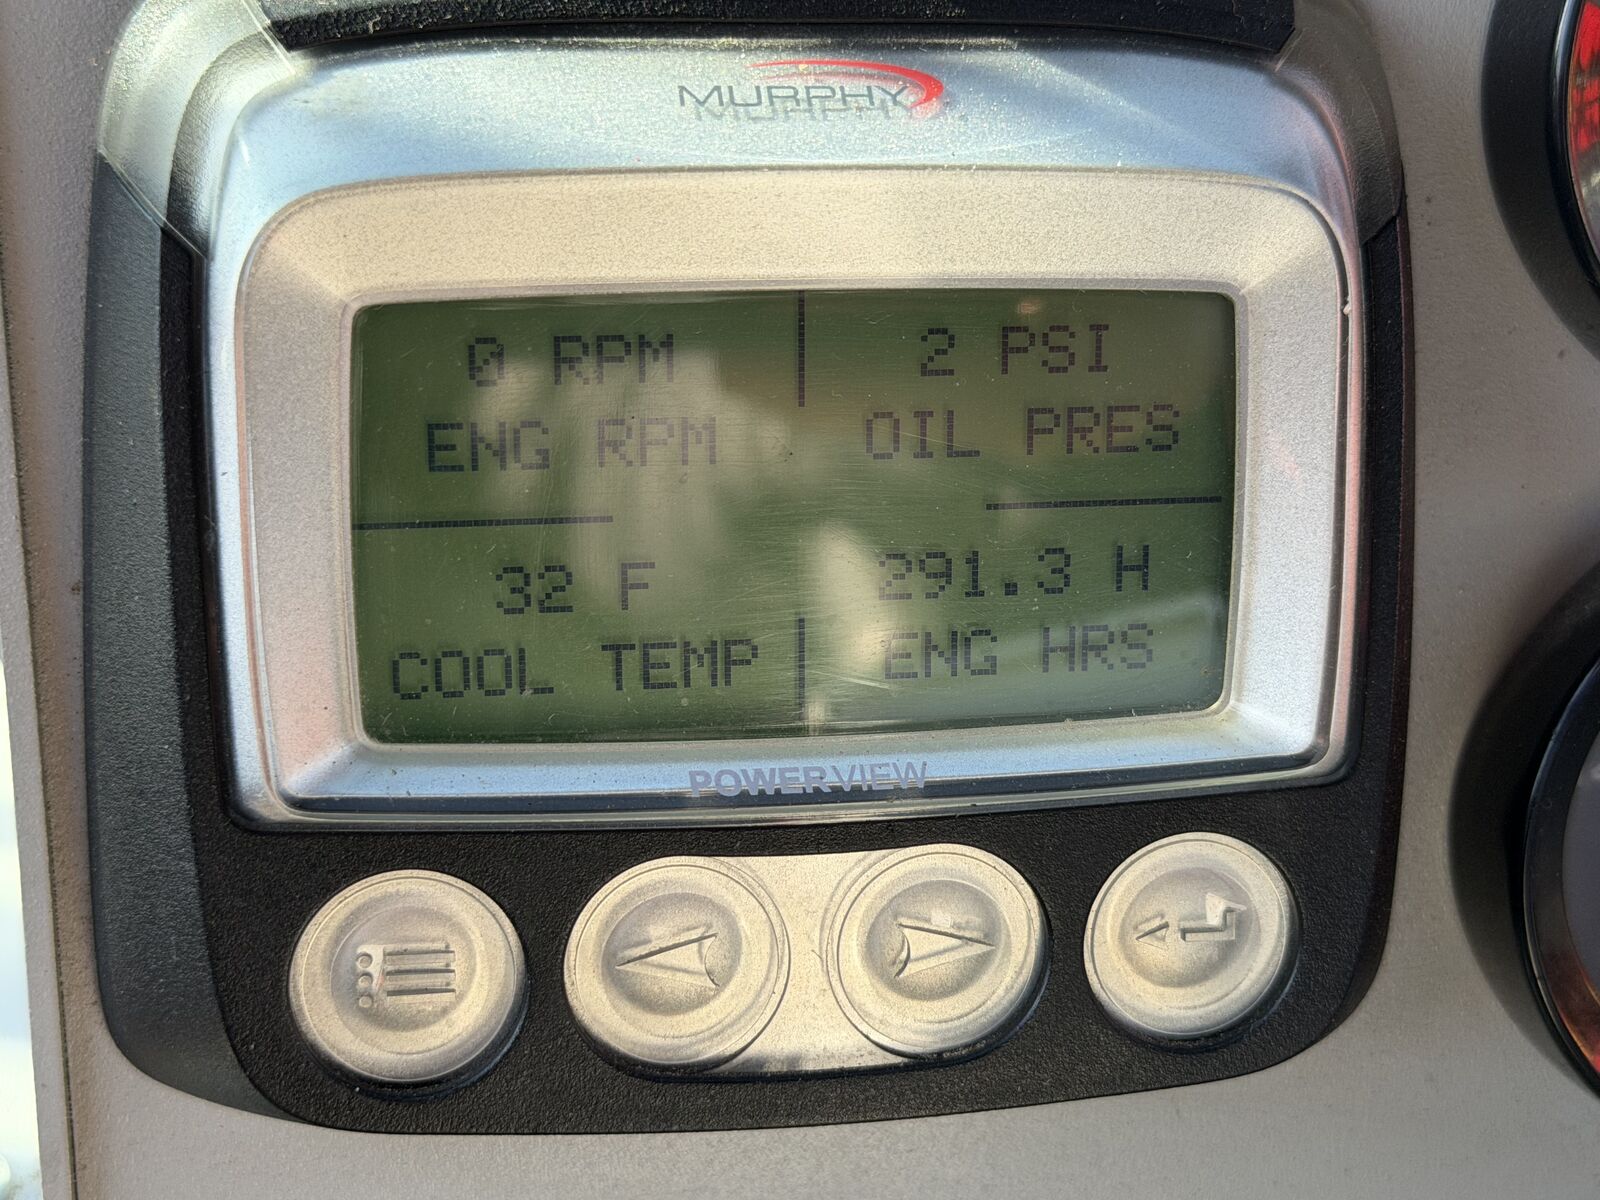 MURPHY
0 RPM
ENG RPM
2 PSI
OIL PRES
32 F
COOL TEMP
291.3 H
ENG HRS
POWERVIEW